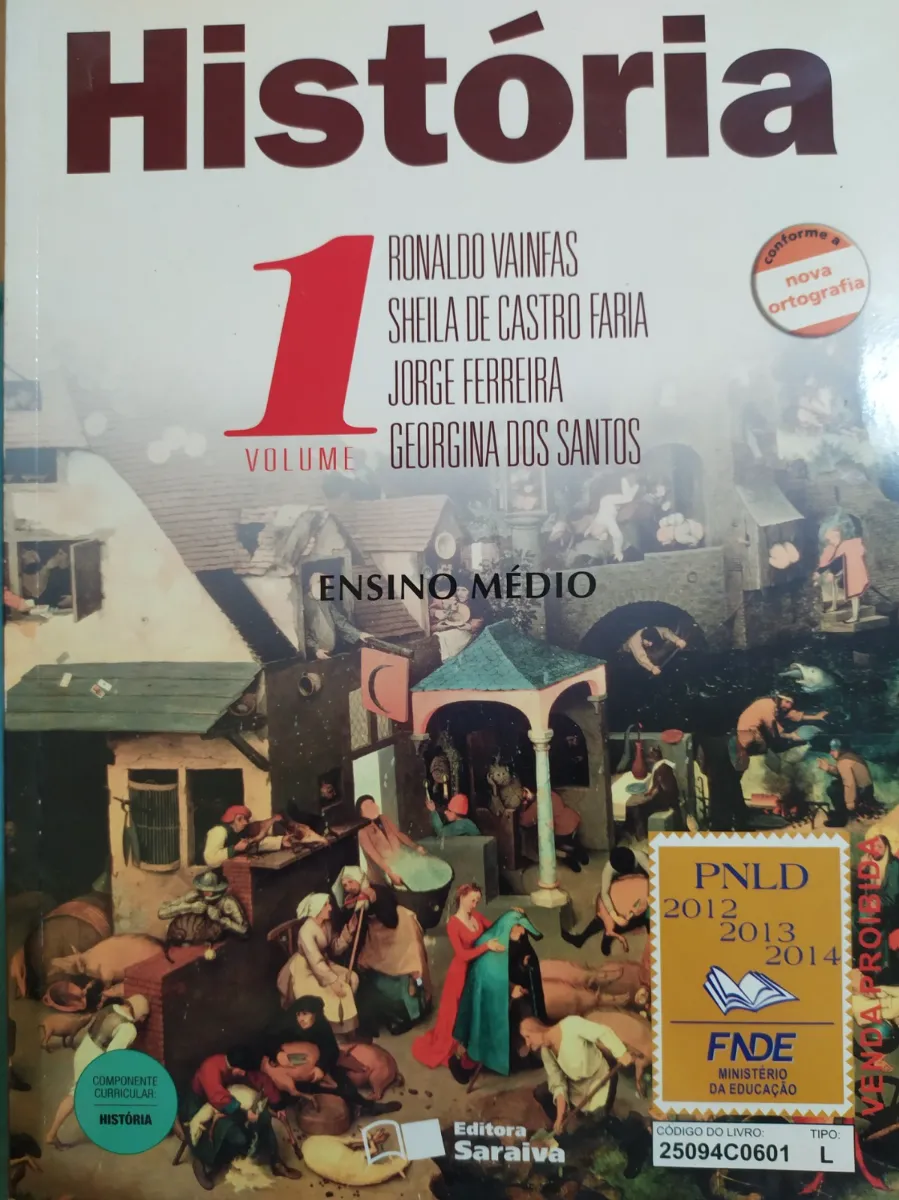 História
1
VOLUME
RONALDO VAINFAS
SHEILA DE CASTRO FARIA
JORGE FERREIRA
GEORGINA DOS SANTOS
conforme a
nova
ortografia
ENSINO MÉDIO
PNLD
2012
2013
2014
FNDE
MINISTÉRIO
DA EDUCAÇÃO
VENDA PROIBIDA
COMPONENTE
CURRICULAR:
HISTÓRIA
Editora
Saraiva
CÓDIGO DO LIVRO:
25094C0601
TIPO:
L